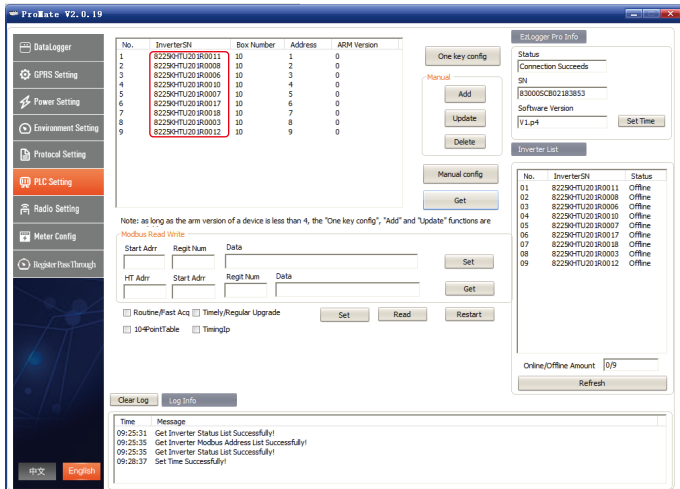 ProMate V2.0.19
DataLogger
GPRS Setting
Power Setting
Environment Setting
Protocol Setting
PLC Setting
Radio Setting
Meter Config
Register Pass Through
中文 English
No. InverterSN Box Number Address ARM Version
1 8225KHTU201R0011 10 1 0
2 8225KHTU201R0008 10 2 0
3 8225KHTU201R0006 10 3 0
4 8225KHTU201R0010 10 4 0
5 8225KHTU201R0007 10 5 0
6 8225KHTU201R0017 10 6 0
7 8225KHTU201R0018 10 7 0
8 8225KHTU201R0003 10 8 0
9 8225KHTU201R0012 10 9 0
One key config
Manual
Add
Update
Delete
Manual config
Get
Note: as long as the arm version of a device is less than 4, the "One key config", "Add" and "Update" functions are
Modbus Read Write
Start Adrr Regit Num Data
Set
HT Adrr Start Adrr Regit Num Data
Get
Routine/Fast Acq Timely/Regular Upgrade Set Read Restart
104PointTable TimingIp
EzLogger Pro Info
Status
Connection Succeeds
SN
83000SCB02183853
Software Version
V1.p4 Set Time
Inverter List
No. InverterSN Status
01 8225KHTU201R0011 Offline
02 8225KHTU201R0008 Offline
03 8225KHTU201R0006 Offline
04 8225KHTU201R0010 Offline
05 8225KHTU201R0007 Offline
06 8225KHTU201R0017 Offline
07 8225KHTU201R0018 Offline
08 8225KHTU201R0003 Offline
09 8225KHTU201R0012 Offline
Online/Offline Amount 0/9
Refresh
Clear Log Log Info
Time Message
09:25:31 Get Inverter Status List Successfully!
09:25:35 Get Inverter Modbus Address List Successfully!
09:25:35 Get Inverter Status List Successfully!
09:28:37 Set Time Successfully!